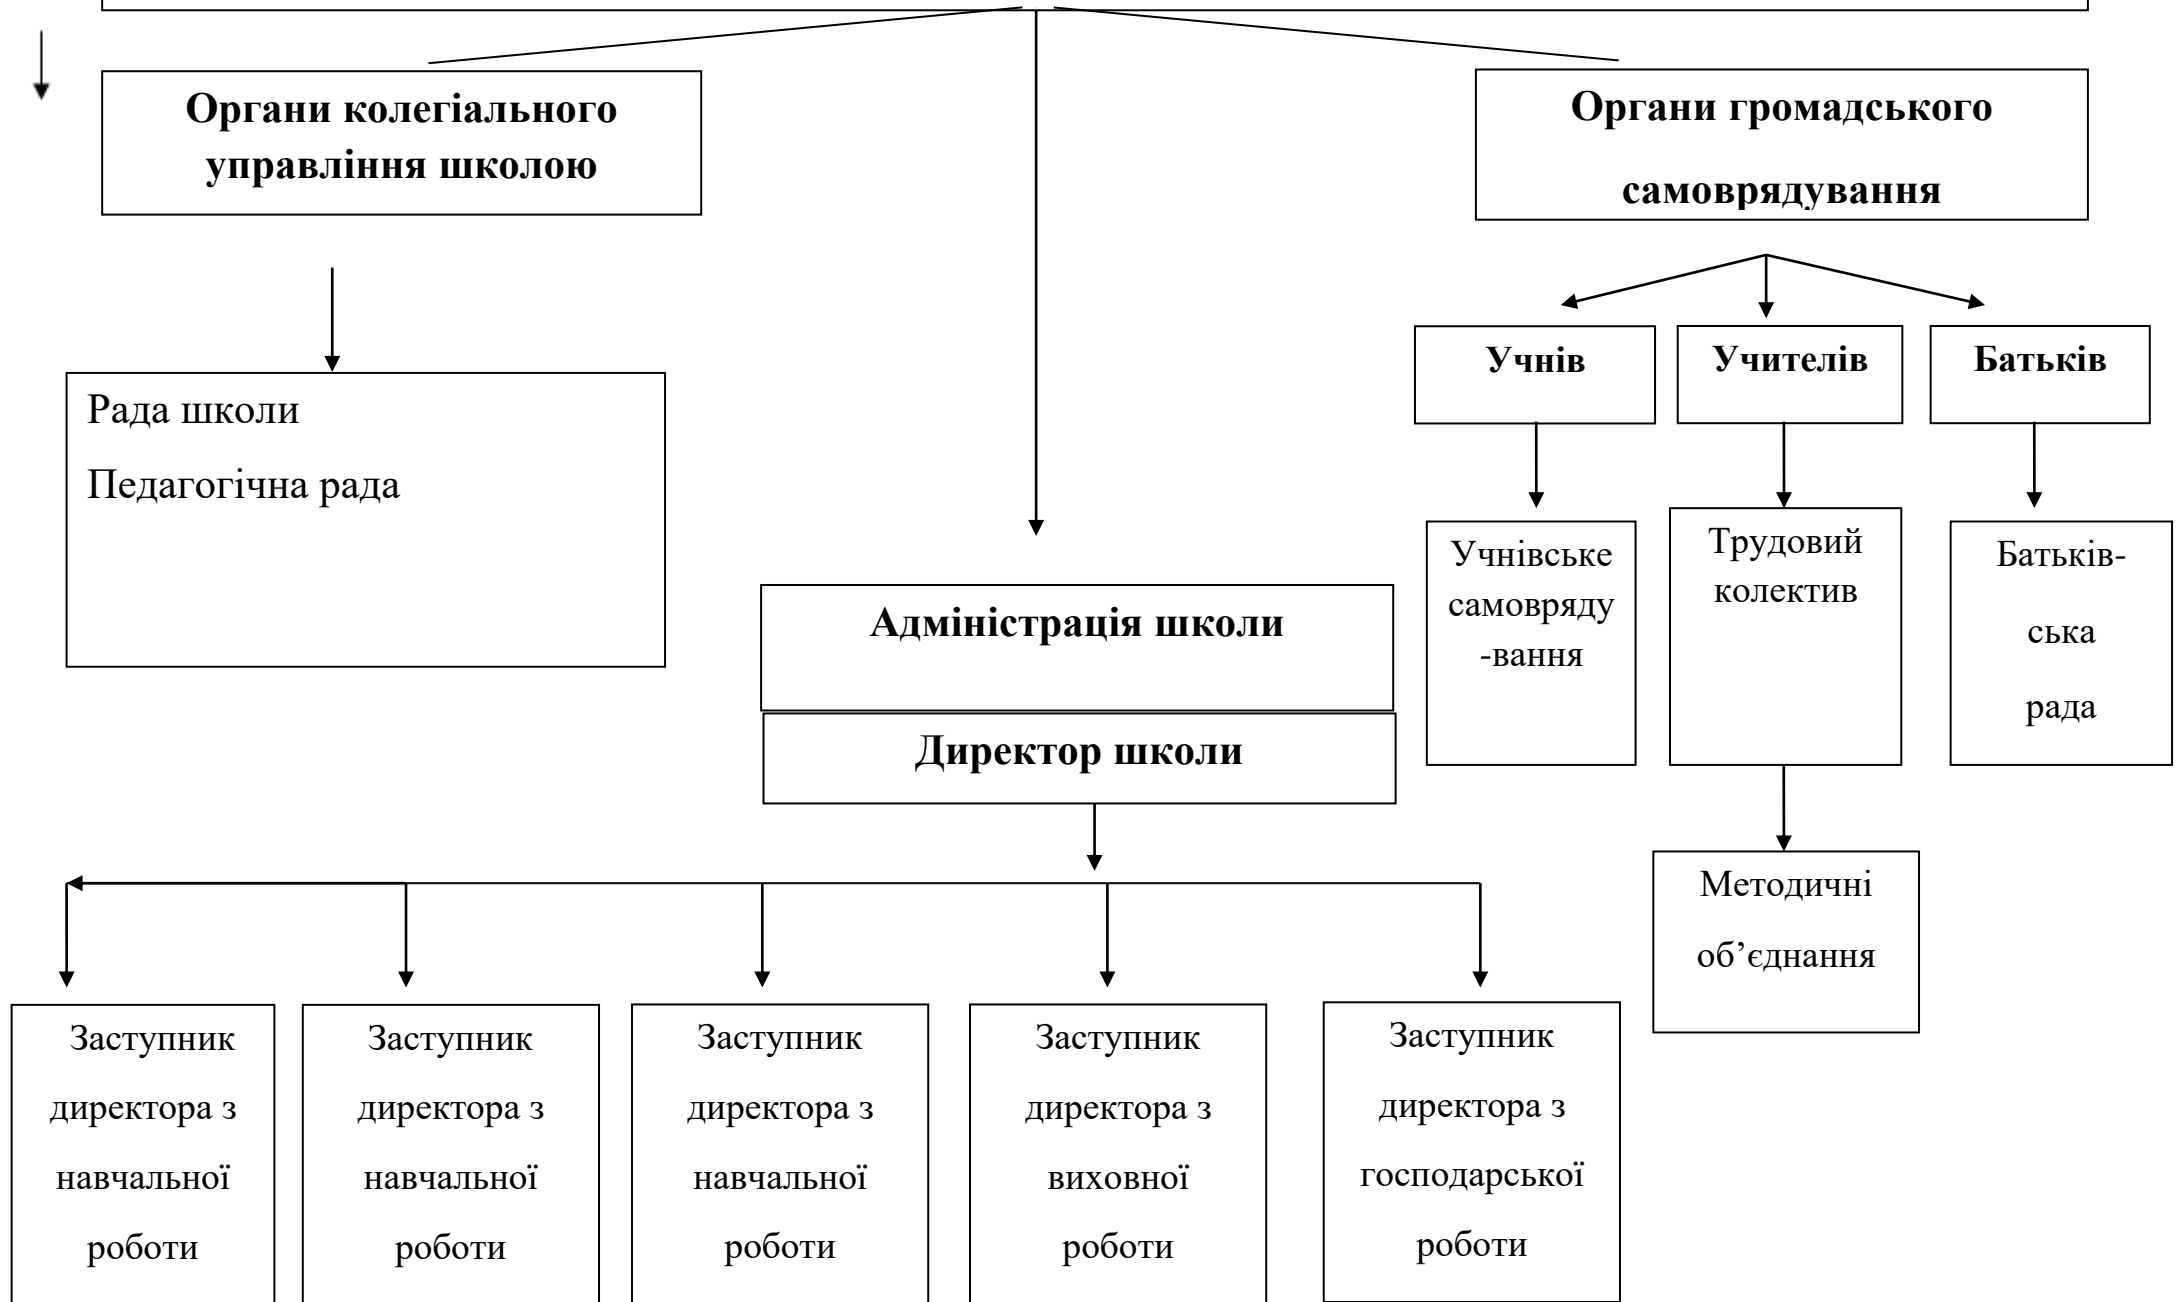 Органи колегіального
управління школою
Органи громадського
самоврядування
Учнів
Учителів
Батьків
Рада школи
Педагогічна рада
Учнівське
самовряду
-вання
Трудовий
колектив
Батьків-
ська
рада
Адміністрація школи
Директор школи
Методичні
об’єднання
Заступник
директора з
навчальної
роботи
Заступник
директора з
навчальної
роботи
Заступник
директора з
навчальної
роботи
Заступник
директора з
виховної
роботи
Заступник
директора з
господарської
роботи